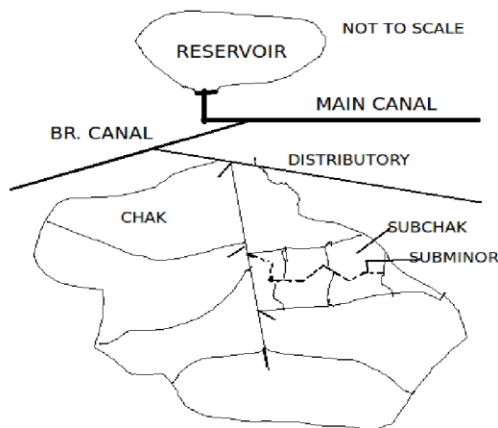 NOT TO SCALE
RESERVOIR
MAIN CANAL
BR. CANAL
DISTRIBUTORY
CHAK
SUBCHAK
SUBMINOR